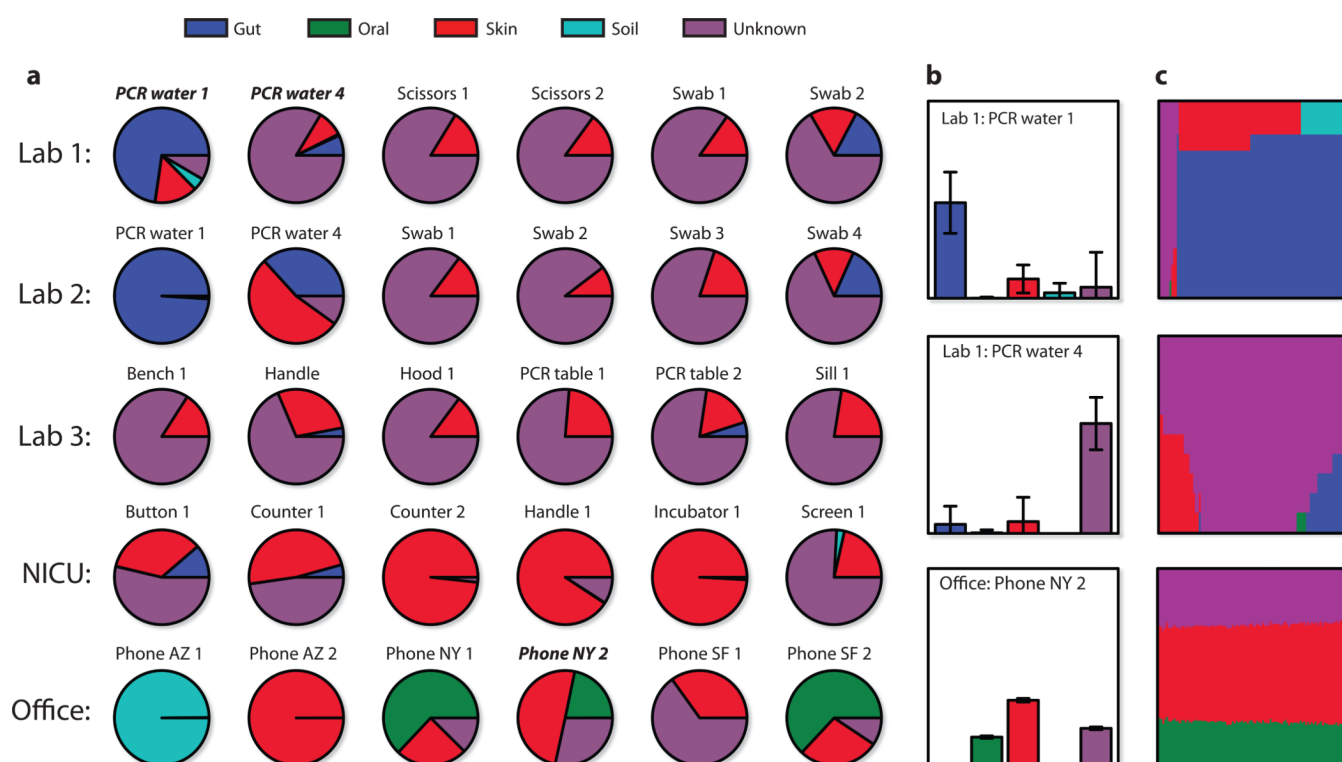 Gut Oral Skin Soil Unknown
a b c
PCR water 1 PCR water 4 Scissors 1 Scissors 2 Swab 1 Swab 2
Lab 1:
Lab 1: PCR water 1
PCR water 1 PCR water 4 Swab 1 Swab 2 Swab 3 Swab 4
Lab 2:
Lab 1: PCR water 4
Bench 1 Handle Hood 1 PCR table 1 PCR table 2 Sill 1
Lab 3:
Button 1 Counter 1 Counter 2 Handle 1 Incubator 1 Screen 1
NICU:
Office: Phone NY 2
Phone AZ 1 Phone AZ 2 Phone NY 1 Phone NY 2 Phone SF 1 Phone SF 2
Office: